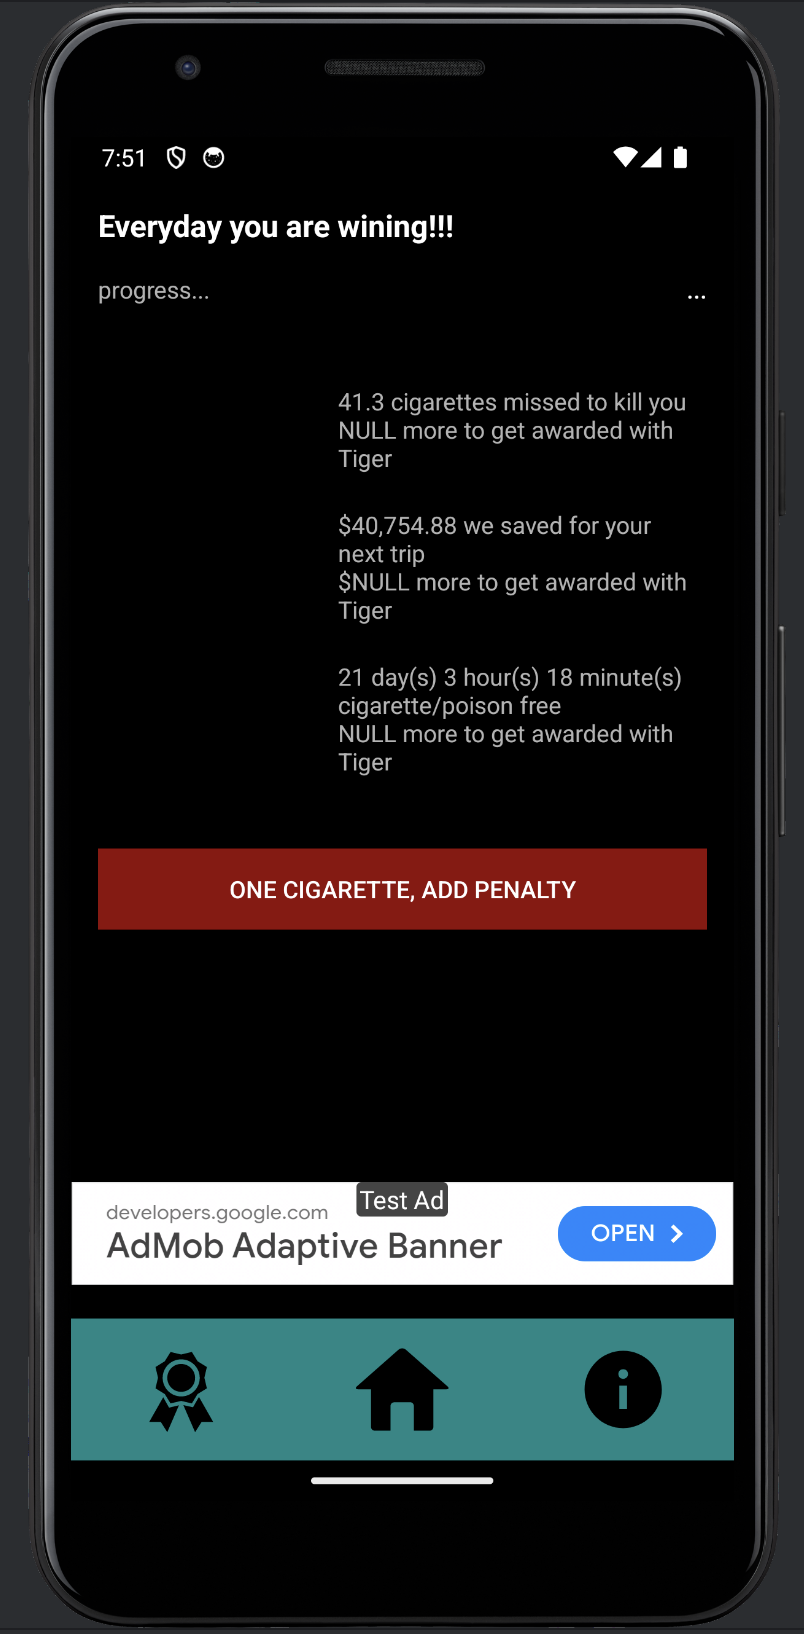 7:51
Everyday you are wining!!!
progress...
...
41.3 cigarettes missed to kill you
NULL more to get awarded with
Tiger
$40,754.88 we saved for your
next trip
$NULL more to get awarded with
Tiger
21 day(s) 3 hour(s) 18 minute(s)
cigarette/poison free
NULL more to get awarded with
Tiger
ONE CIGARETTE, ADD PENALTY
Test Ad
developers.google.com
AdMob Adaptive Banner
OPEN